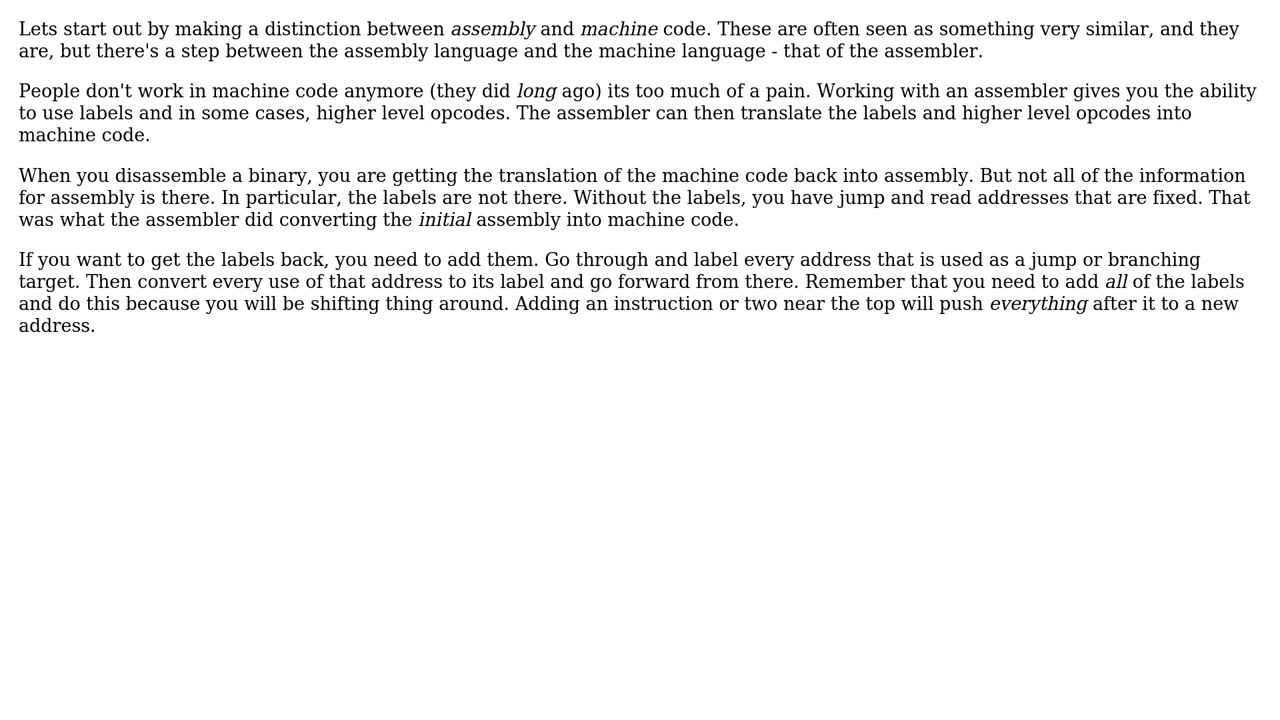 Lets start out by making a distinction between assembly and machine code. These are often seen as something very similar, and they
are, but there's a step between the assembly language and the machine language - that of the assembler.
People don't work in machine code anymore (they did long ago) its too much of a pain. Working with an assembler gives you the ability
to use labels and in some cases, higher level opcodes. The assembler can then translate the labels and higher level opcodes into
machine code.
When you disassemble a binary, you are getting the translation of the machine code back into assembly. But not all of the information
for assembly is there. In particular, the labels are not there. Without the labels, you have jump and read addresses that are fixed. That
was what the assembler did converting the initial assembly into machine code.
If you want to get the labels back, you need to add them. Go through and label every address that is used as a jump or branching
target. Then convert every use of that address to its label and go forward from there. Remember that you need to add all of the labels
and do this because you will be shifting thing around. Adding an instruction or two near the top will push everything after it to a new
address.